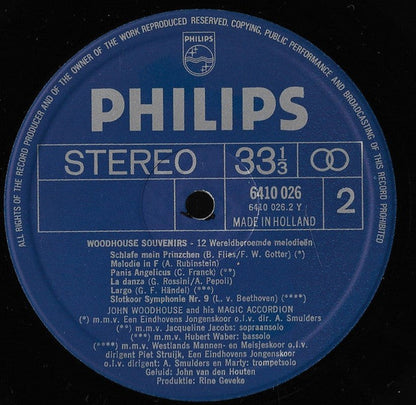 ALL RIGHTS OF THE RECORD PRODUCER AND OF THE OWNER OF THE WORK REPRODUCED RESERVED, COPYING, PUBLIC PERFORMANCE AND BROADCASTING OF THIS RECORD PROHIBITED
PHILIPS
PHILIPS
STEREO 33⅓
6410 026
6410 026.2 Y
MADE IN HOLLAND
2
WOODHOUSE SOUVENIRS - 12 Wereldberoemde melodieën
Schlafe mein Prinzchen (B. Flies/F. W. Gotter) (*)
Melodie in F (A. Rubinstein)
Panis Angelicus (C. Franck) (**)
La danza (G. Rossini/A. Pepoli)
Largo (G. F. Händel) (***)
Slotkoor Symphonie Nr. 9 (L. v. Beethoven) (****)
JOHN WOODHOUSE and his MAGIC ACCORDION
(*) m.m.v. Een Eindhovens Jongenskoor o.l.v. dir. A. Smulders
(**) m.m.v. Jacqueline Jacobs: sopraansolo
(***) m.m.v. Hubert Waber: bassolo
(****) m.m.v. Westlands Mannen- en Meisjeskoor o.l.v.
dirigent Piet Struijk, Een Eindhovens Jongenskoor
o.l.v. dirigent: A. Smulders en Marty: trompetsolo
Geluid: John van den Houten
Produktie: Rine Geveke